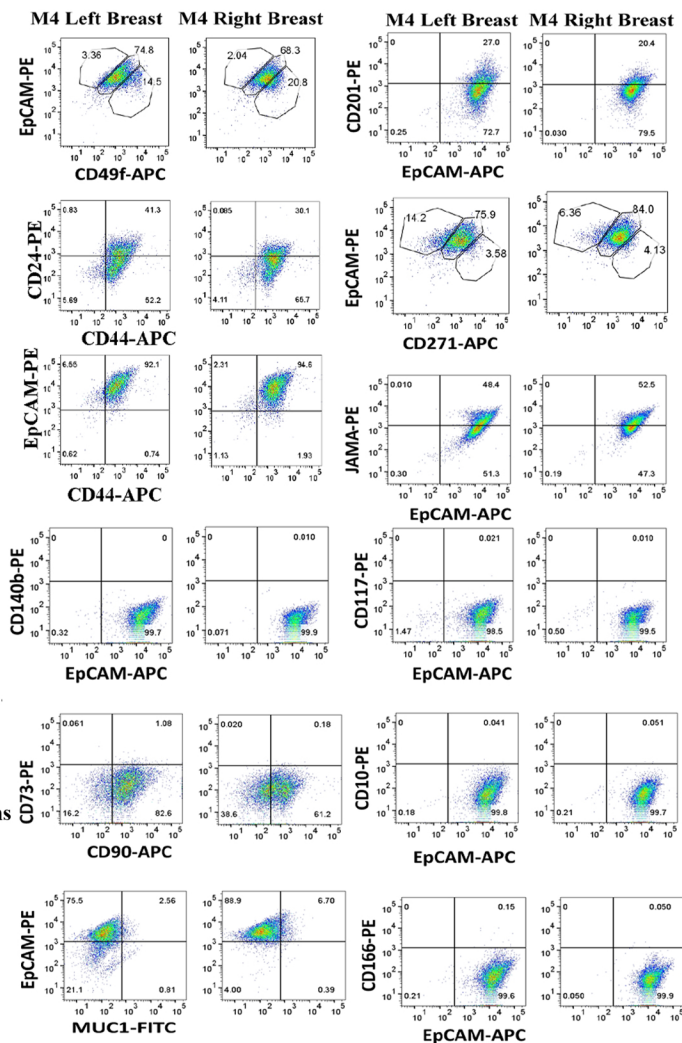 M4 Left Breast M4 Right Breast M4 Left Breast M4 Right Breast
EpCAM-PE
3.36 74.8 14.5
2.04 68.3 20.8
CD49f-APC
CD201-PE
0 27.0
0.25 72.7
0 20.4
0.030 79.5
EpCAM-APC
CD24-PE
0.83 41.3
5.69 52.2
0.085 30.1
4.11 65.7
CD44-APC
EpCAM-PE
14.2 75.9 3.58
6.36 84.0 4.13
CD271-APC
EpCAM-PE
6.55 92.1
0.62 0.74
2.31 94.6
1.13 1.93
CD44-APC
JAMA-PE
0.010 48.4
0.30 51.3
0 52.5
0.19 47.3
EpCAM-APC
CD140b-PE
0 0
0.32 99.7
0 0.010
0.071 99.9
EpCAM-APC
CD117-PE
0 0.021
1.47 98.5
0 0.010
0.50 99.5
EpCAM-APC
ns
CD73-PE
0.061 1.08
16.2 82.6
0.020 0.18
38.6 61.2
CD90-APC
CD10-PE
0 0.041
0.18 99.8
0 0.051
0.21 99.7
EpCAM-APC
EpCAM-PE
75.5 2.56
21.1 0.81
88.9 6.70
4.00 0.39
MUC1-FITC
CD166-PE
0 0.15
0.21 99.6
0 0.050
0.050 99.9
EpCAM-APC